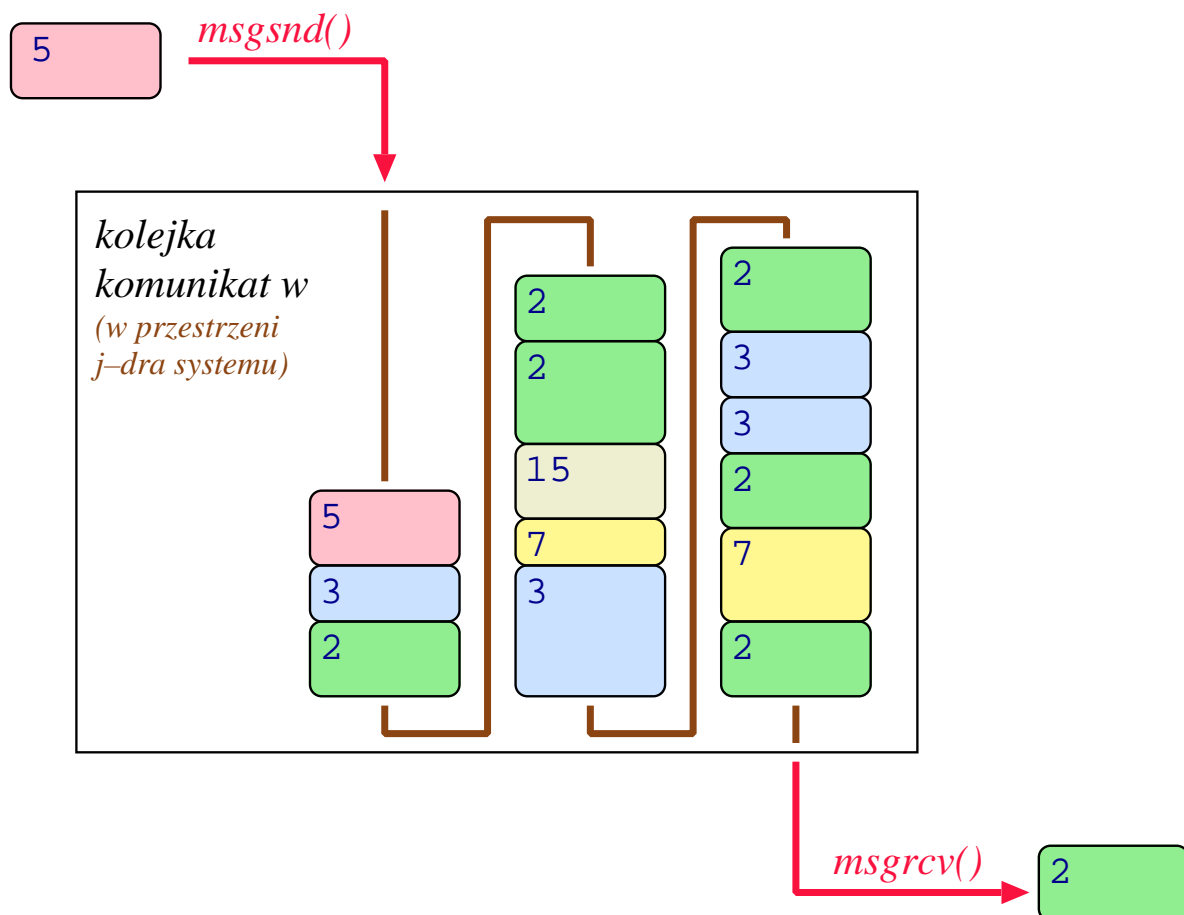 5
msgsnd()
kolejka
komunikat w
(w przestrzeni
j–dra systemu)
5
3
2
2
2
15
7
3
2
3
3
2
7
2
msgrcv()
2